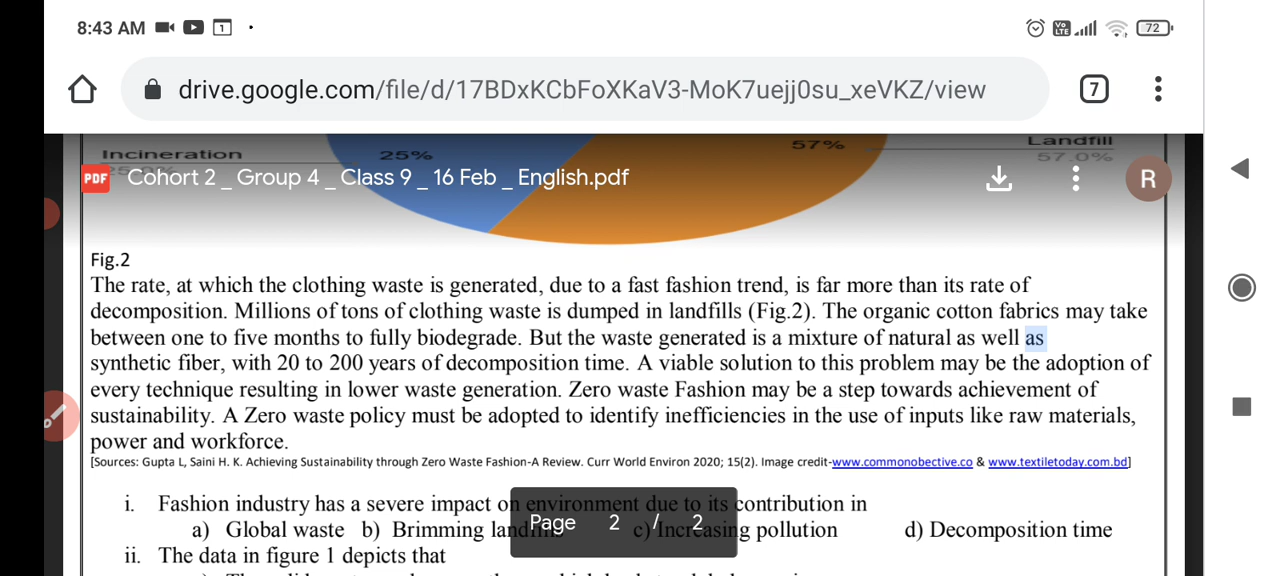 8:43 AM 1
Vo LTE 72
drive.google.com/file/d/17BDxKCbFoXKaV3-MoK7uejj0su_xeVKZ/view 7
Incineration 25% 57% Landfill
57.0%
PDF Cohort 2 _ Group 4 _ Class 9 _ 16 Feb _ English.pdf R
Fig.2
The rate, at which the clothing waste is generated, due to a fast fashion trend, is far more than its rate of
decomposition. Millions of tons of clothing waste is dumped in landfills (Fig.2). The organic cotton fabrics may take
between one to five months to fully biodegrade. But the waste generated is a mixture of natural as well as
synthetic fiber, with 20 to 200 years of decomposition time. A viable solution to this problem may be the adoption of
every technique resulting in lower waste generation. Zero waste Fashion may be a step towards achievement of
sustainability. A Zero waste policy must be adopted to identify inefficiencies in the use of inputs like raw materials,
power and workforce.
[Sources: Gupta L, Saini H. K. Achieving Sustainability through Zero Waste Fashion-A Review. Curr World Environ 2020; 15(2). Image credit-www.commonobective.co & www.textiletoday.com.bd]
i. Fashion industry has a severe impact on environment due to its contribution in
a) Global waste b) Brimming landfills c) Increasing pollution d) Decomposition time
Page 2 / 2
ii. The data in figure 1 depicts that